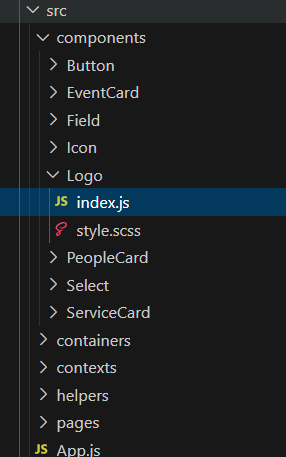 src
components
Button
EventCard
Field
Icon
Logo
JS index.js
style.scss
PeopleCard
Select
ServiceCard
containers
contexts
helpers
pages
JS App.js